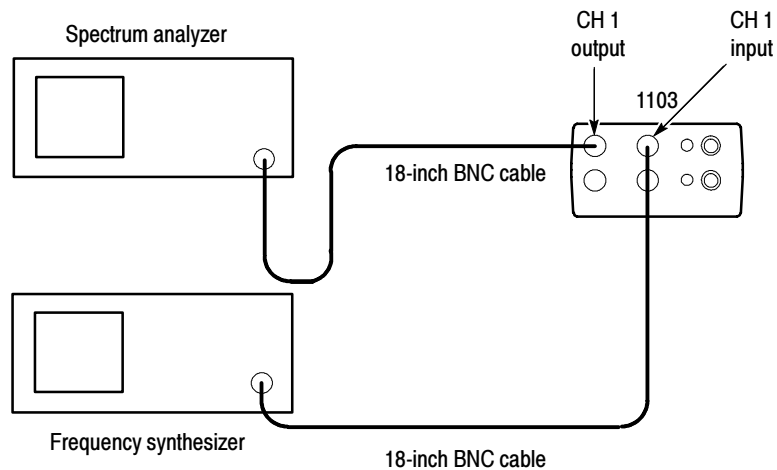 Spectrum analyzer
CH 1
output
CH 1
input
1103
18-inch BNC cable
Frequency synthesizer
18-inch BNC cable